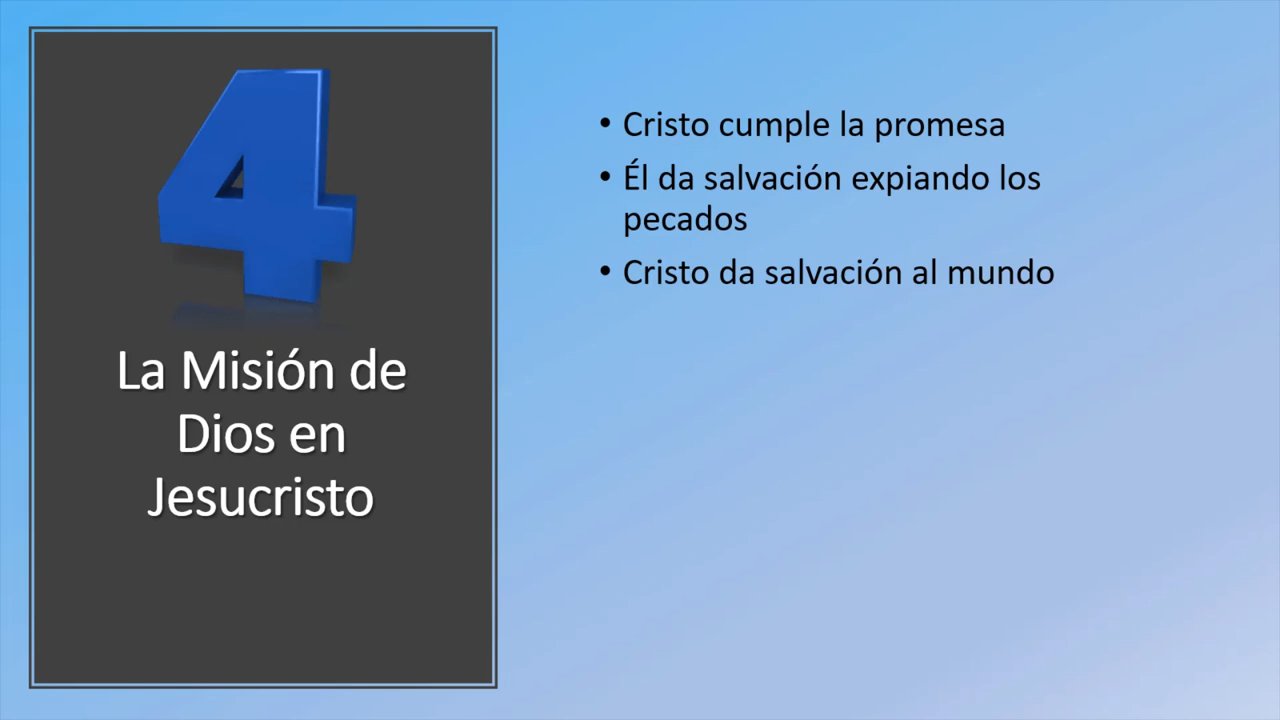 4
La Misión de
Dios en
Jesucristo
• Cristo cumple la promesa
• Él da salvación expiando los
pecados
• Cristo da salvación al mundo